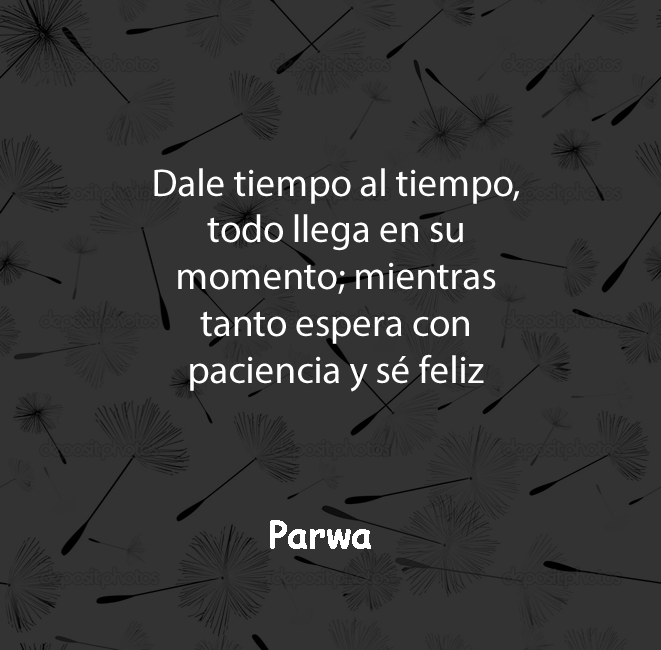 Dale tiempo al tiempo,
todo llega en su
momento; mientras
tanto espera con
paciencia y sé feliz
Parwa